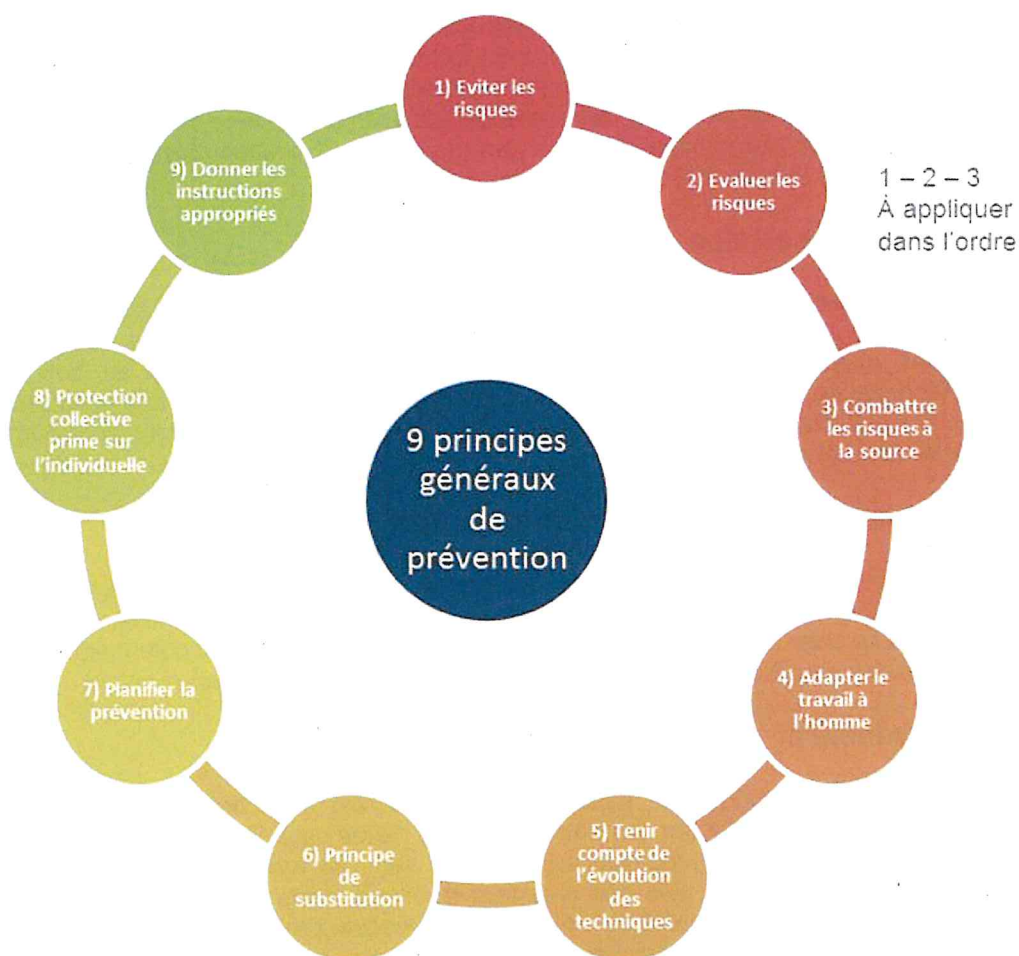 1) Eviter les
risques
2) Evaluer les
risques
1 – 2 – 3
À appliquer
dans l'ordre
3) Combattre
les risques à
la source
4) Adapter le
travail à
l'homme
5) Tenir
compte de
l'évolution
des
techniques
6) Principe
de
substitution
7) Planifier la
prévention
8) Protection
collective
prime sur
l'individuelle
9) Donner les
instructions
appropriés
9 principes
généraux
de
prévention